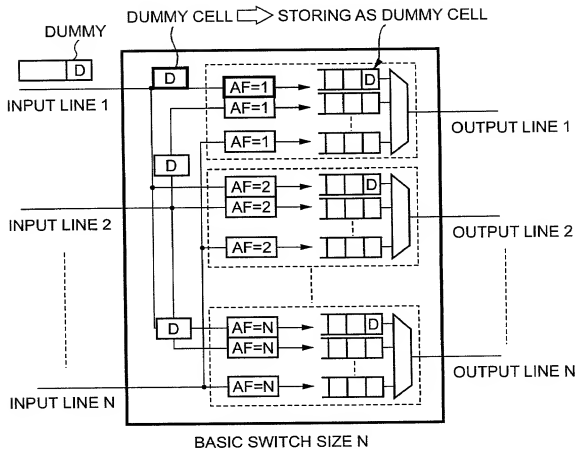 DUMMY CELL ⇒ STORING AS DUMMY CELL
DUMMY
D
D
INPUT LINE 1
AF=1
D
AF=1
OUTPUT LINE 1
AF=1
D
AF=2
D
AF=2
INPUT LINE 2
OUTPUT LINE 2
AF=2
D
AF=N
D
AF=N
OUTPUT LINE N
AF=N
INPUT LINE N
BASIC SWITCH SIZE N